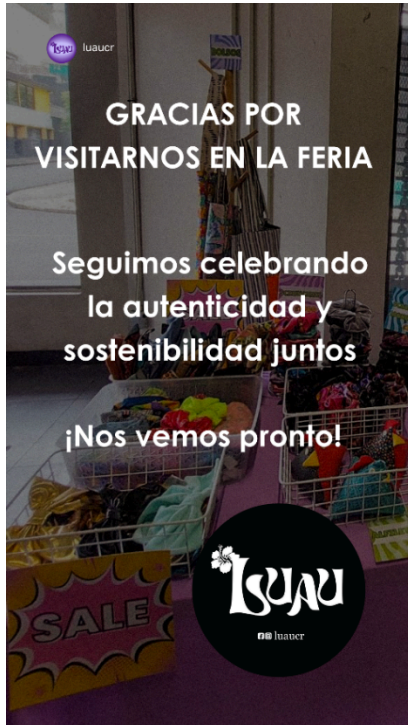 luaucr
GRACIAS POR
VISITARNOS EN LA FERIA
Seguimos celebrando
la autenticidad y
sostenibilidad juntos
¡Nos vemos pronto!
LUAU
luaucr
SALE